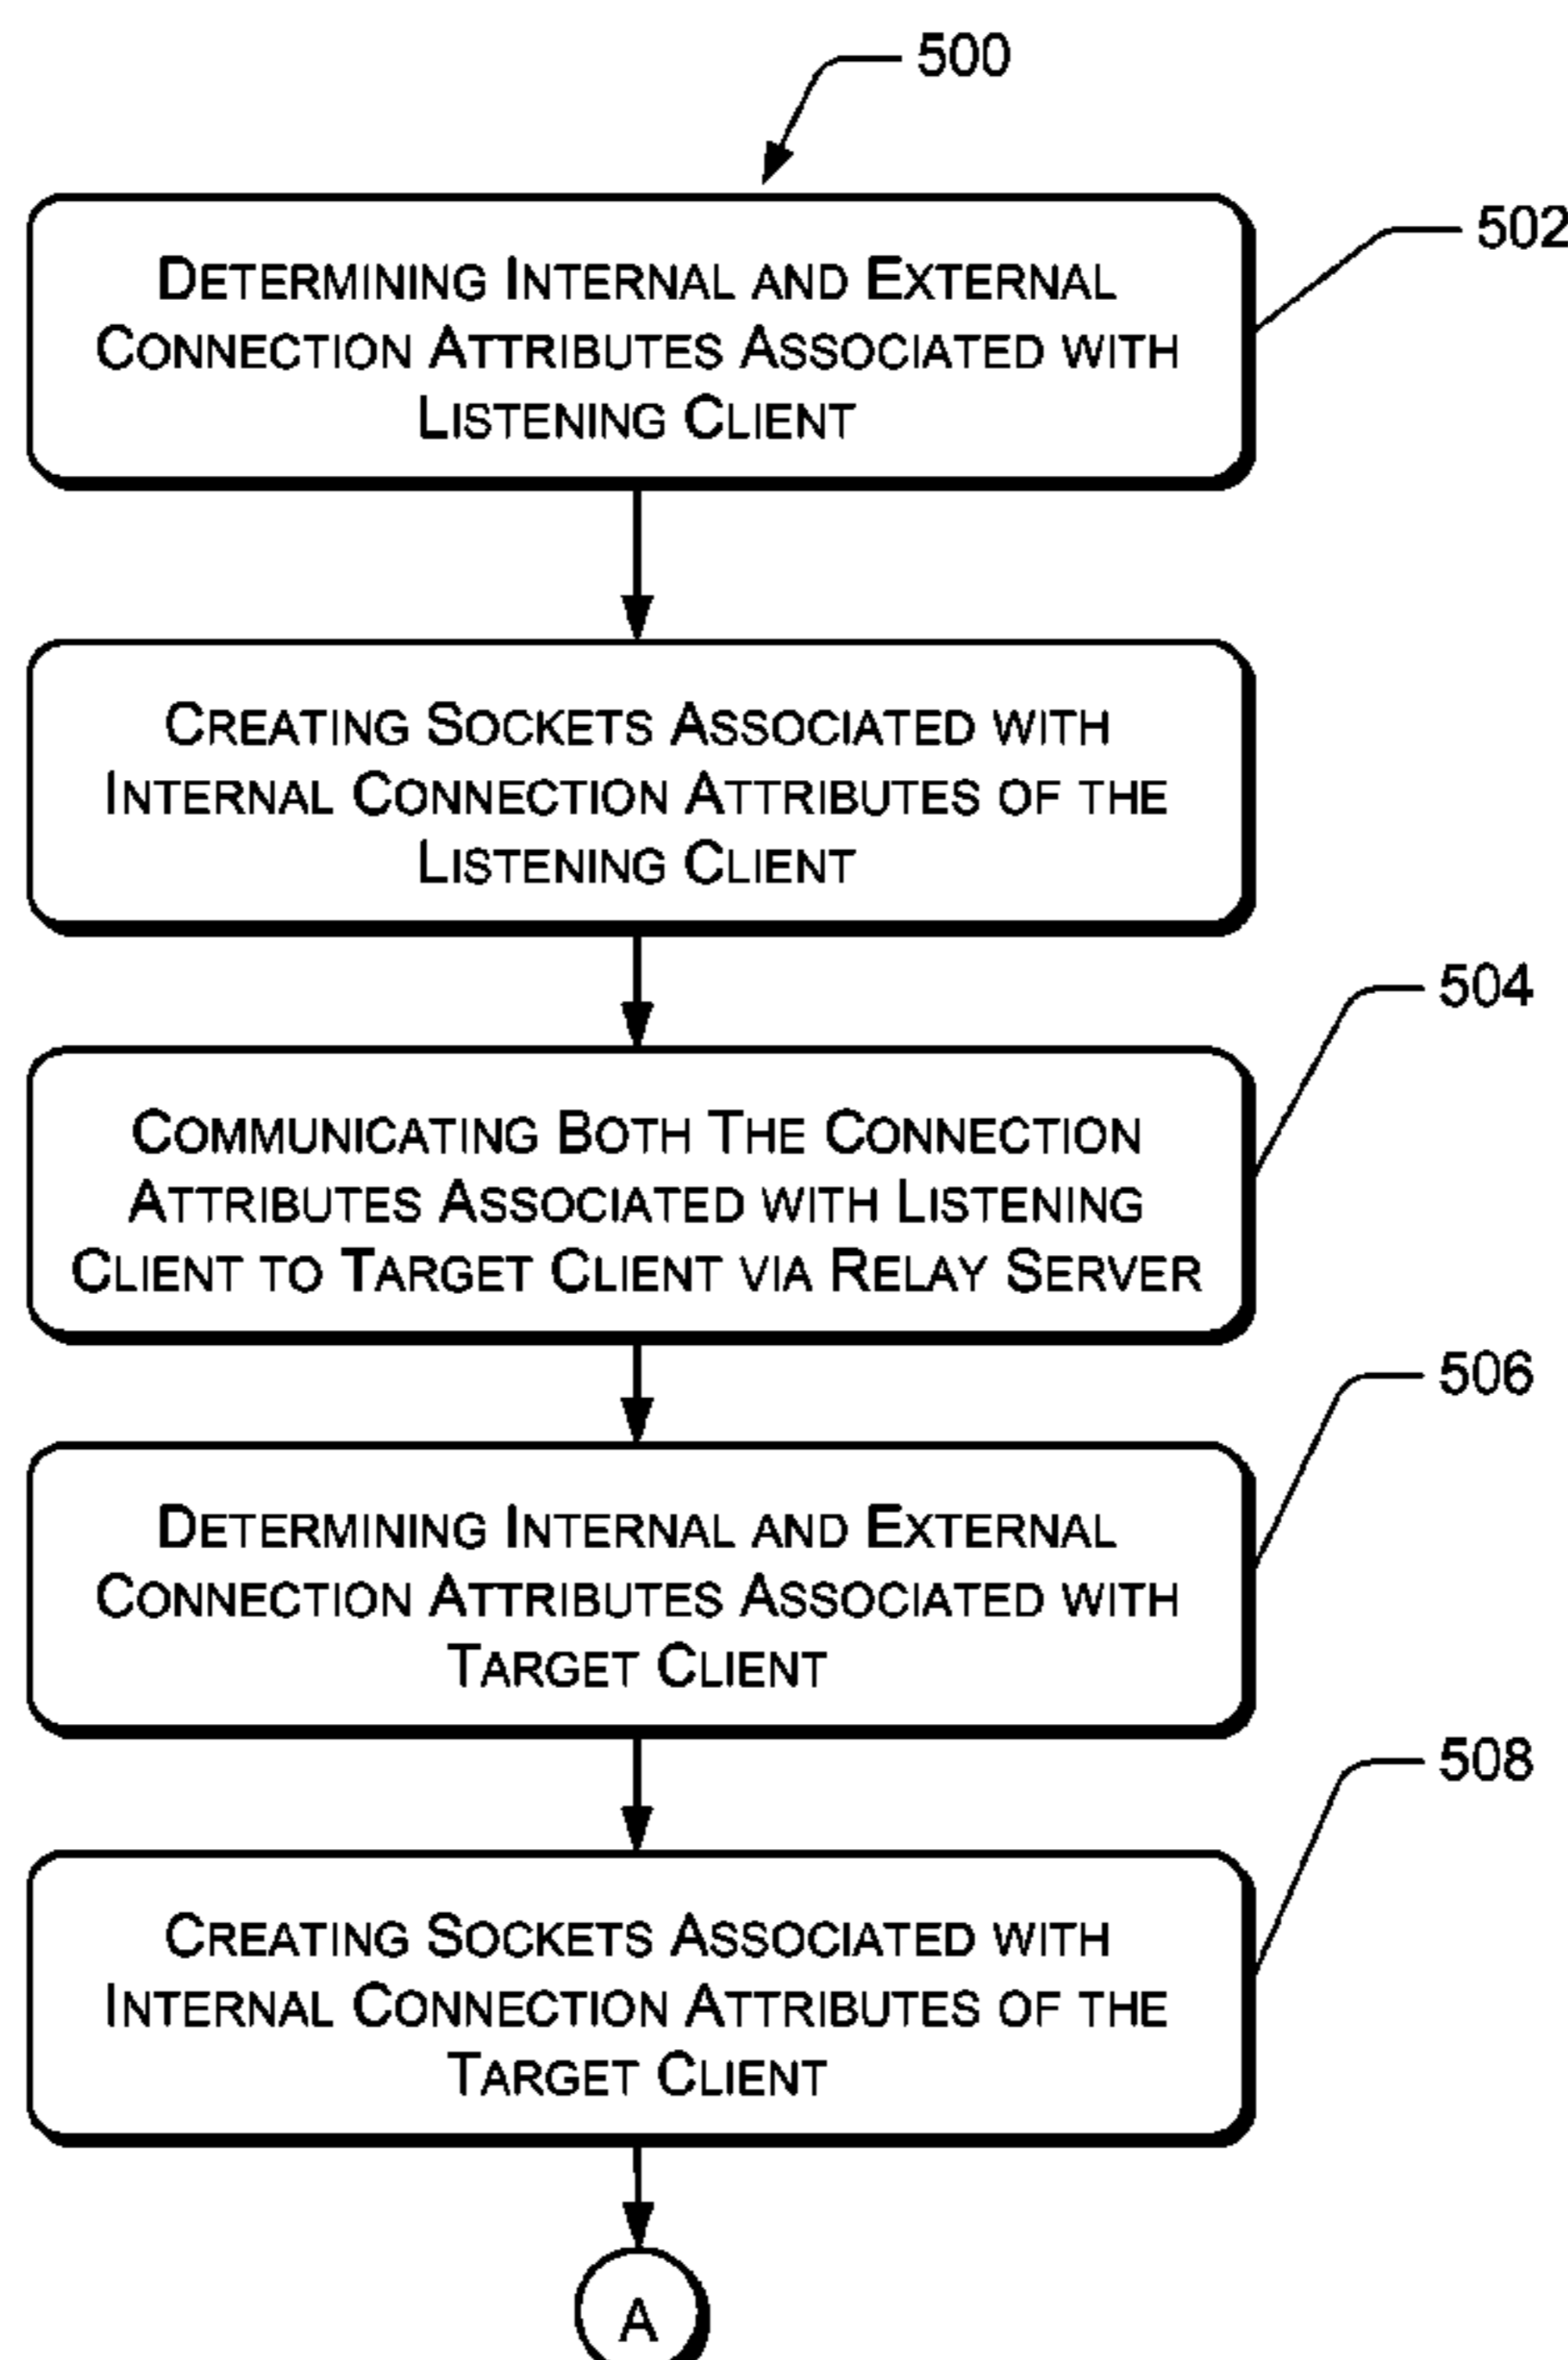 500
502
DETERMINING INTERNAL AND EXTERNAL
CONNECTION ATTRIBUTES ASSOCIATED WITH
LISTENING CLIENT
CREATING SOCKETS ASSOCIATED WITH
INTERNAL CONNECTION ATTRIBUTES OF THE
LISTENING CLIENT
504
COMMUNICATING BOTH THE CONNECTION
ATTRIBUTES ASSOCIATED WITH LISTENING
CLIENT TO TARGET CLIENT VIA RELAY SERVER
506
DETERMINING INTERNAL AND EXTERNAL
CONNECTION ATTRIBUTES ASSOCIATED WITH
TARGET CLIENT
508
CREATING SOCKETS ASSOCIATED WITH
INTERNAL CONNECTION ATTRIBUTES OF THE
TARGET CLIENT
A